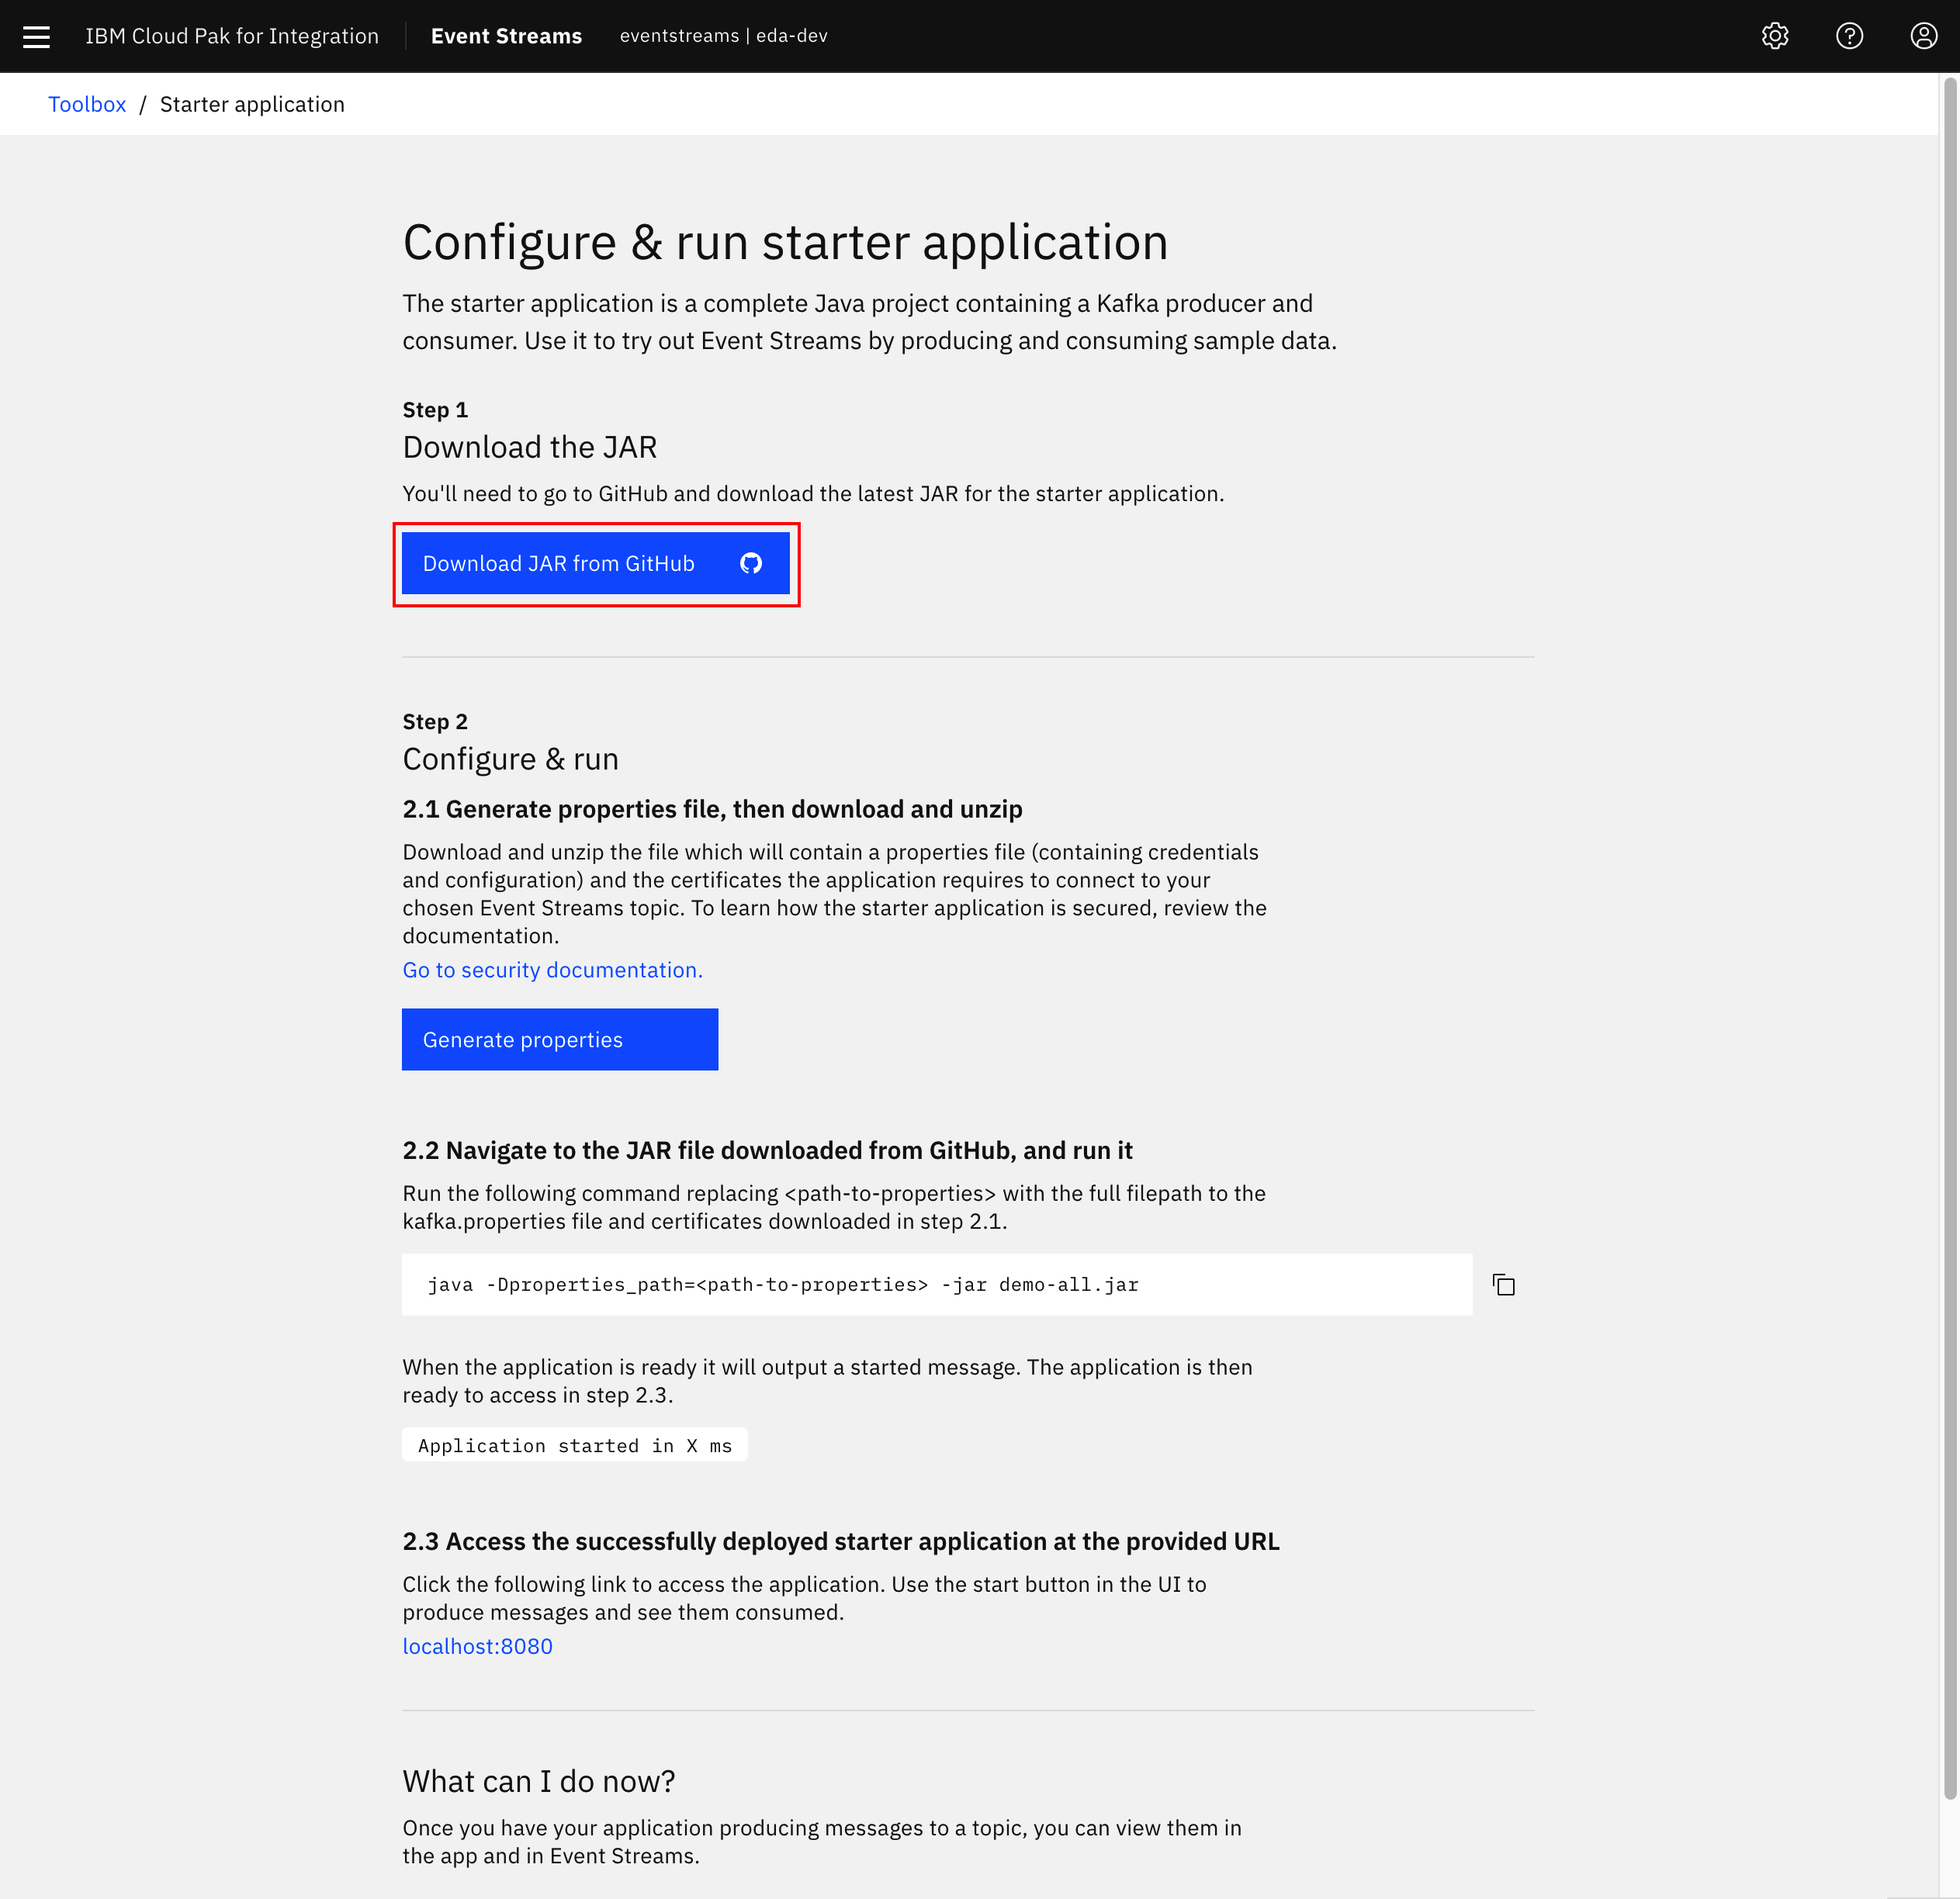 IBM Cloud Pak for Integration Event Streams eventstreams | eda-dev
Toolbox / Starter application
Configure & run starter application
The starter application is a complete Java project containing a Kafka producer and
consumer. Use it to try out Event Streams by producing and consuming sample data.
Step 1
Download the JAR
You'll need to go to GitHub and download the latest JAR for the starter application.
Download JAR from GitHub
Step 2
Configure & run
2.1 Generate properties file, then download and unzip
Download and unzip the file which will contain a properties file (containing credentials
and configuration) and the certificates the application requires to connect to your
chosen Event Streams topic. To learn how the starter application is secured, review the
documentation.
Go to security documentation.
Generate properties
2.2 Navigate to the JAR file downloaded from GitHub, and run it
Run the following command replacing <path-to-properties> with the full filepath to the
kafka.properties file and certificates downloaded in step 2.1.
java -Dproperties_path=<path-to-properties> -jar demo-all.jar
When the application is ready it will output a started message. The application is then
ready to access in step 2.3.
Application started in X ms
2.3 Access the successfully deployed starter application at the provided URL
Click the following link to access the application. Use the start button in the UI to
produce messages and see them consumed.
localhost:8080
What can I do now?
Once you have your application producing messages to a topic, you can view them in
the app and in Event Streams.